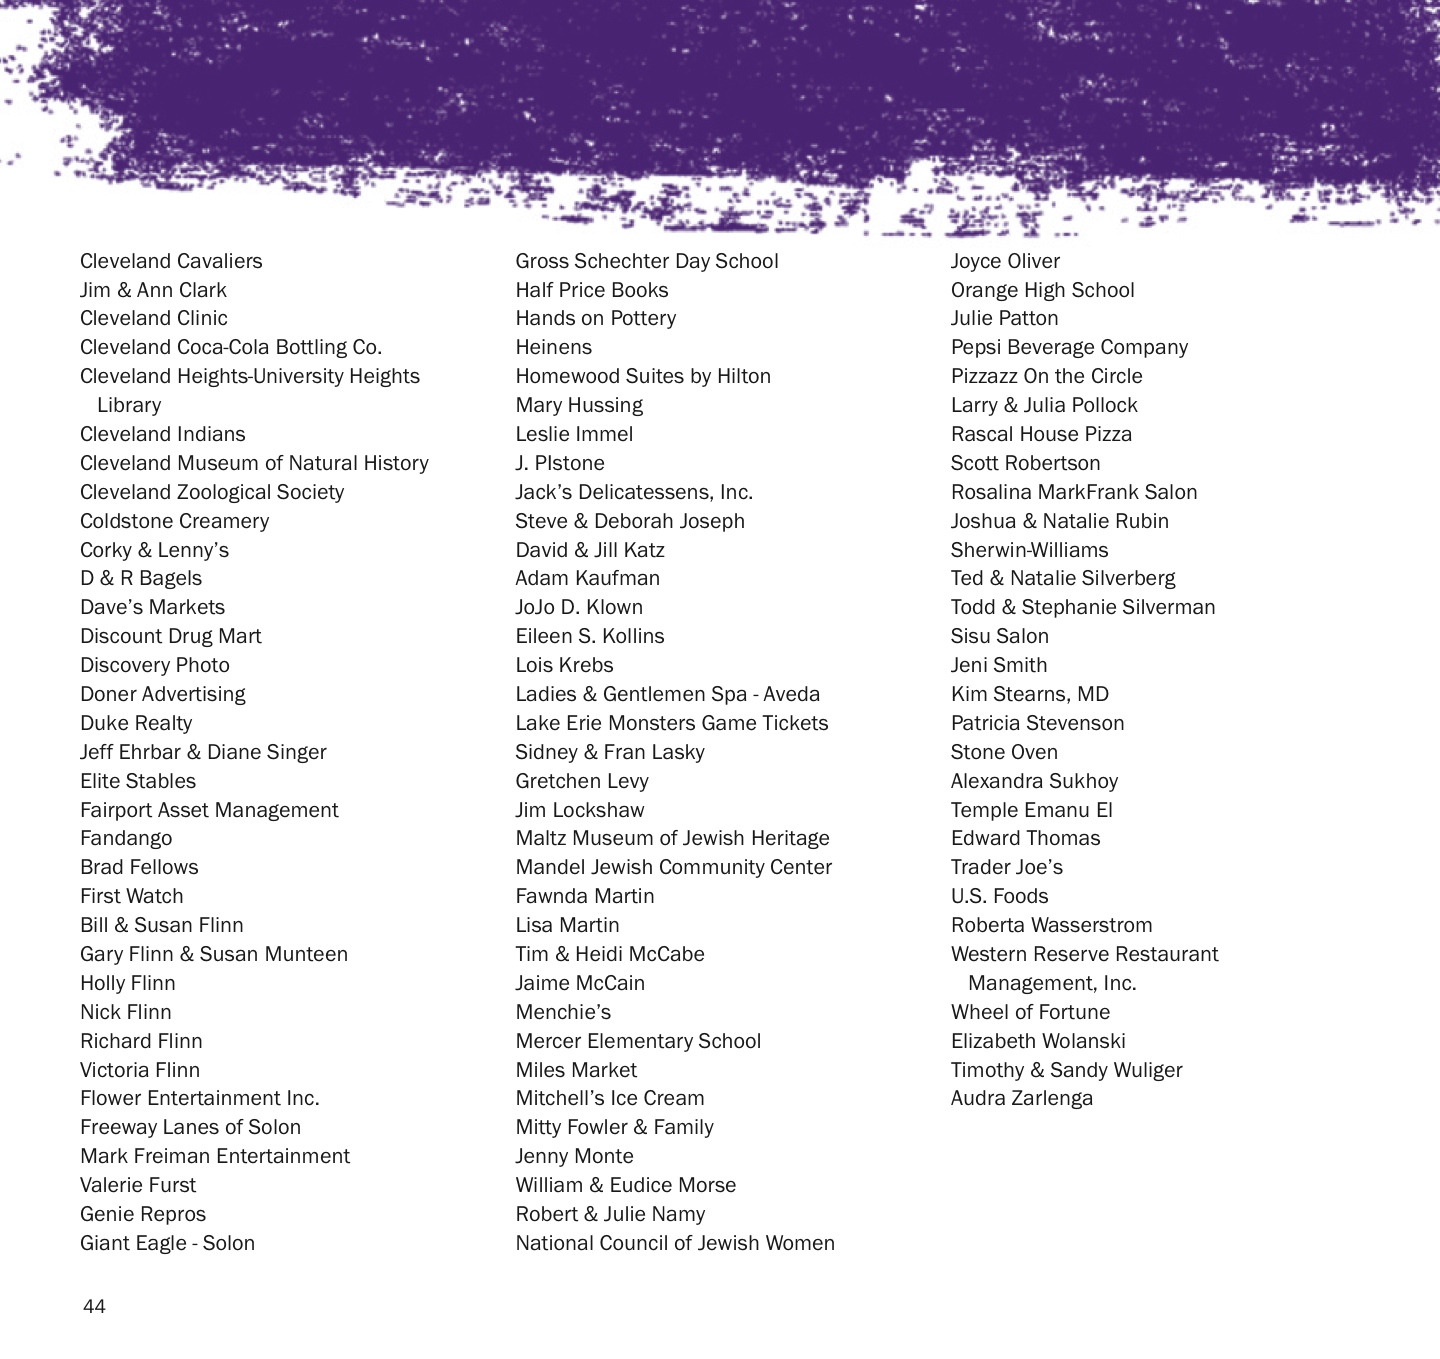 Cleveland Cavaliers
Jim & Ann Clark
Cleveland Clinic
Cleveland Coca-Cola Bottling Co.
Cleveland Heights-University Heights
Library
Cleveland Indians
Cleveland Museum of Natural History
Cleveland Zoological Society
Coldstone Creamery
Corky & Lenny’s
D & R Bagels
Dave’s Markets
Discount Drug Mart
Discovery Photo
Doner Advertising
Duke Realty
Jeff Ehrbar & Diane Singer
Elite Stables
Fairport Asset Management
Fandango
Brad Fellows
First Watch
Bill & Susan Flinn
Gary Flinn & Susan Munteen
Holly Flinn
Nick Flinn
Richard Flinn
Victoria Flinn
Flower Entertainment Inc.
Freeway Lanes of Solon
Mark Freiman Entertainment
Valerie Furst
Genie Repros
Giant Eagle - Solon
Gross Schechter Day School
Half Price Books
Hands on Pottery
Heinens
Homewood Suites by Hilton
Mary Hussing
Leslie Immel
J. PIstone
Jack’s Delicatessens, Inc.
Steve & Deborah Joseph
David & Jill Katz
Adam Kaufman
JoJo D. Klown
Eileen S. Kollins
Lois Krebs
Ladies & Gentlemen Spa - Aveda
Lake Erie Monsters Game Tickets
Sidney & Fran Lasky
Gretchen Levy
Jim Lockshaw
Maltz Museum of Jewish Heritage
Mandel Jewish Community Center
Fawnda Martin
Lisa Martin
Tim & Heidi McCabe
Jaime McCain
Menchie’s
Mercer Elementary School
Miles Market
Mitchell’s Ice Cream
Mitty Fowler & Family
Jenny Monte
William & Eudice Morse
Robert & Julie Namy
National Council of Jewish Women
Joyce Oliver
Orange High School
Julie Patton
Pepsi Beverage Company
Pizzazz On the Circle
Larry & Julia Pollock
Rascal House Pizza
Scott Robertson
Rosalina MarkFrank Salon
Joshua & Natalie Rubin
Sherwin-Williams
Ted & Natalie Silverberg
Todd & Stephanie Silverman
Sisu Salon
Jeni Smith
Kim Stearns, MD
Patricia Stevenson
Stone Oven
Alexandra Sukhoy
Temple Emanu El
Edward Thomas
Trader Joe’s
U.S. Foods
Roberta Wasserstrom
Western Reserve Restaurant
Management, Inc.
Wheel of Fortune
Elizabeth Wolanski
Timothy & Sandy Wuliger
Audra Zarlenga
44